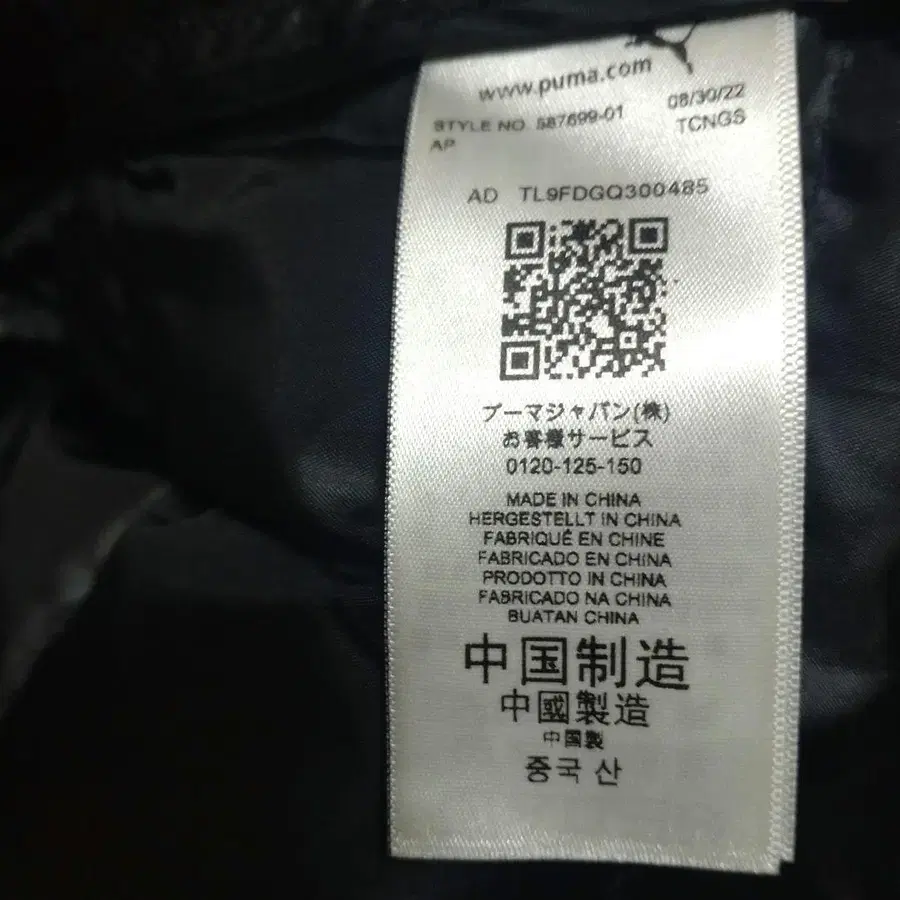 www.puma.com
STYLE NO. 587699-01 08/30/22
AP TCNGS
AD TL9FDGQ300485
プーマジャパン(株)
お客様サービス
0120-125-150
MADE IN CHINA
HERGESTELLT IN CHINA
FABRIQUÉ EN CHINE
FABRICADO EN CHINA
PRODOTTO IN CHINA
FABRICADO NA CHINA
BUATAN CHINA
中国制造
中國製造
中国製
중국 산